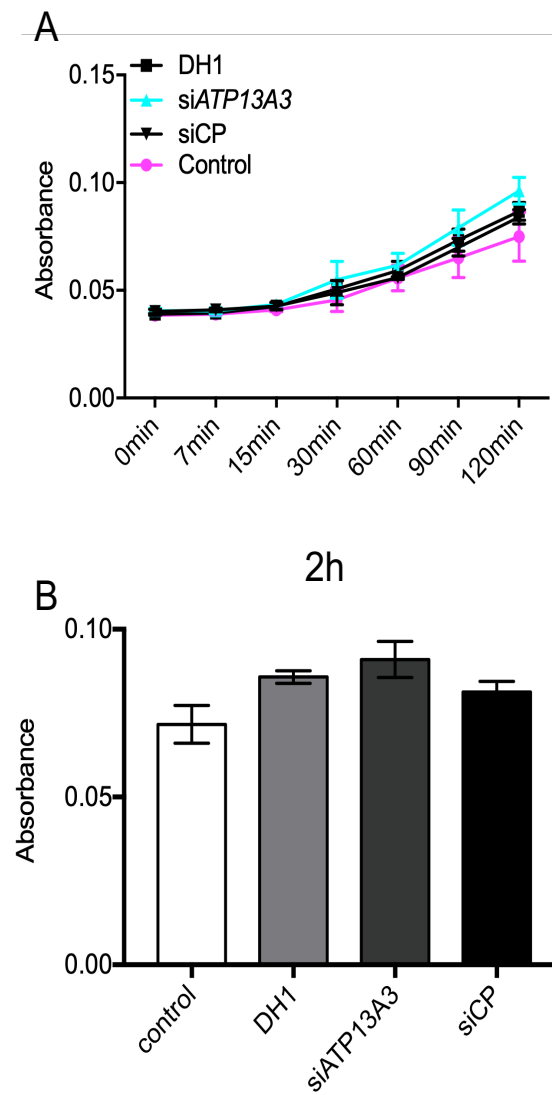 A
DH1
siATP13A3
siCP
Control
0.15
0.10
0.05
0.00
Absorbance
0min
7min
15min
30min
60min
90min
120min
2h
B
0.10
0.05
0.00
Absorbance
control
DH1
siATP13A3
siCP